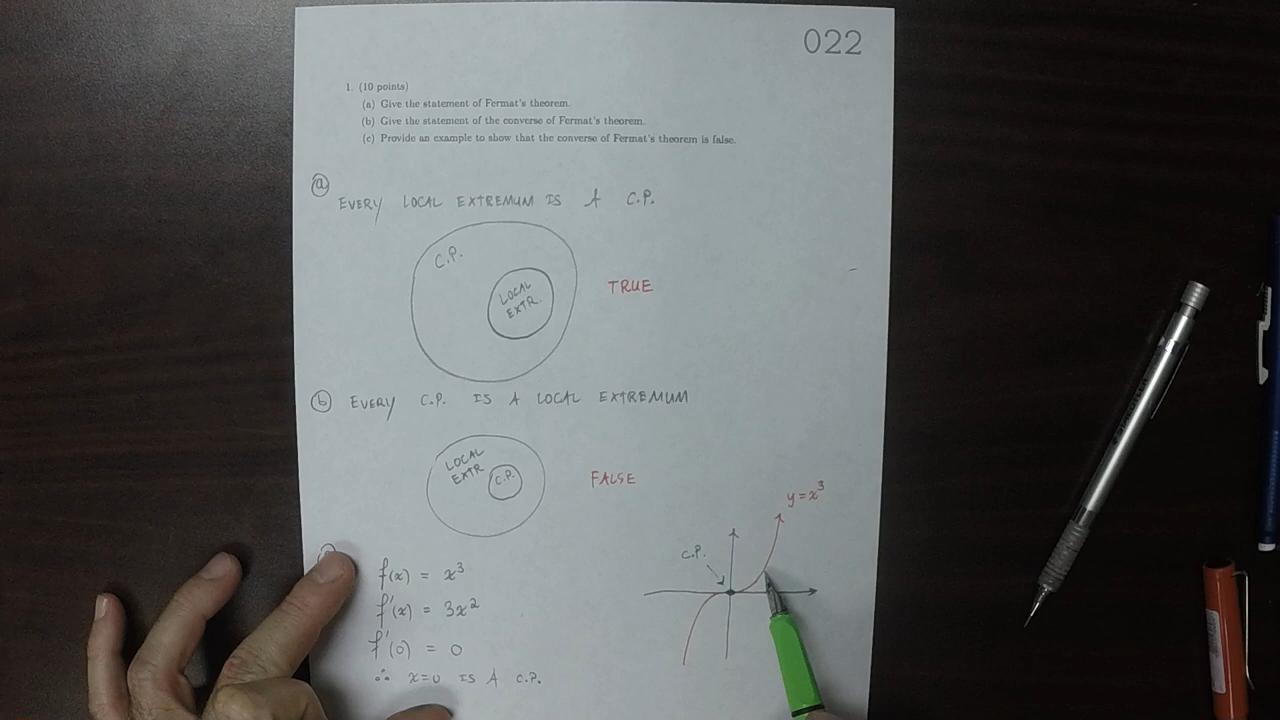 022
1. (10 points)
(a) Give the statement of Fermat's theorem.
(b) Give the statement of the converse of Fermat's theorem.
(c) Provide an example to show that the converse of Fermat's theorem is false.
(a)
EVERY LOCAL EXTREMUM IS A C.P.
C.P.
LOCAL
EXTR.
TRUE
(b) EVERY C.P. IS A LOCAL EXTREMUM
LOCAL
EXTR
C.P.
FALSE
f(x) = x³
f'(x) = 3x²
f'(0) = 0
∴ x=0 IS A C.P.
y = x³
C.P.